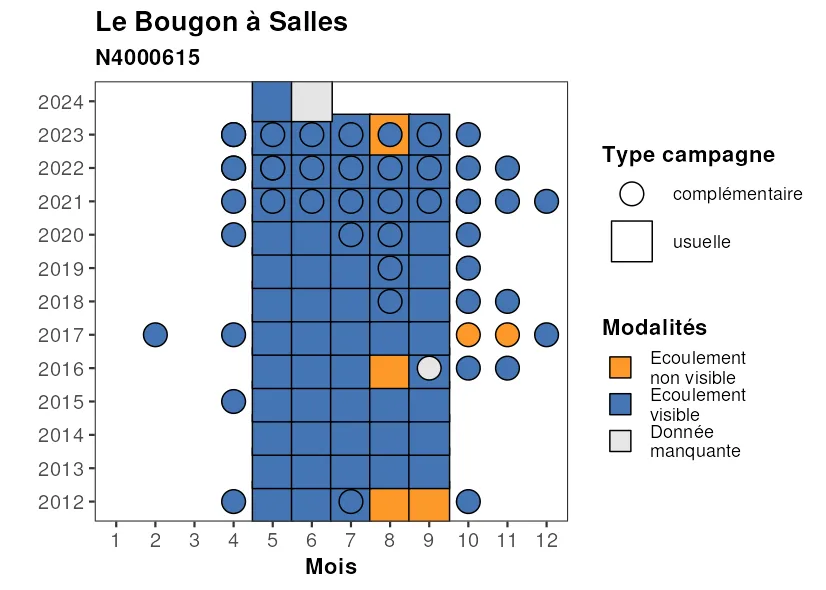 Le Bougon à Salles
N4000615
2024
2023
2022
2021
2020
2019
2018
2017
2016
2015
2014
2013
2012
1 2 3 4 5 6 7 8 9 10 11 12
Mois
Type campagne
complémentaire
usuelle
Modalités
Ecoulement
non visible
Ecoulement
visible
Donnée
manquante